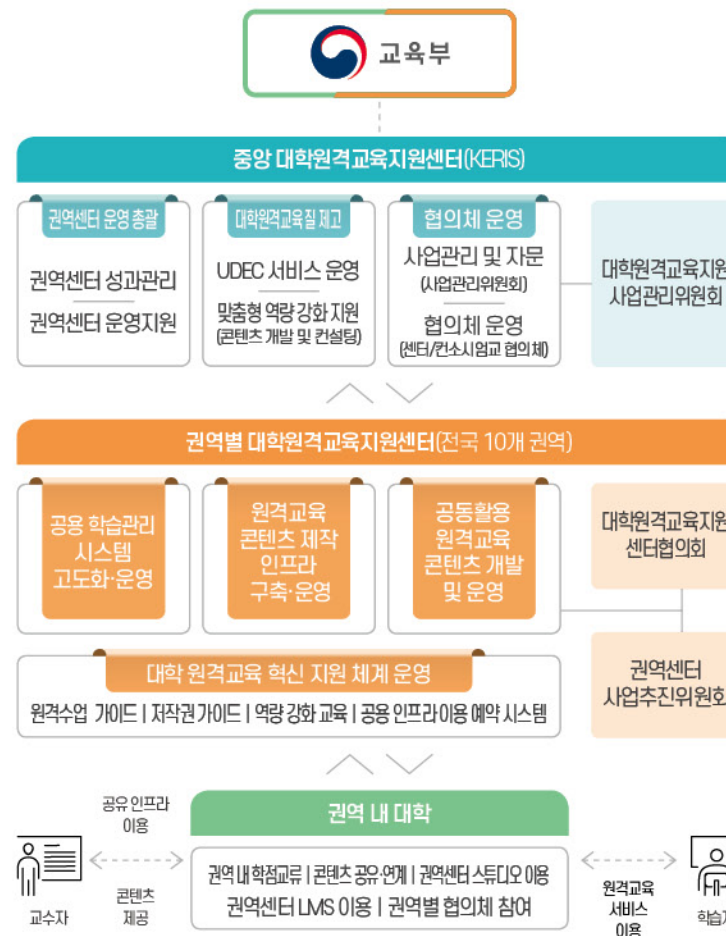 교육부
중앙 대학원격교육지원센터(KERIS)
권역센터 운영 총괄
권역센터 성과관리
권역센터 운영지원
대학원격교육 질 제고
UDEC 서비스 운영
맞춤형 역량 강화 지원
(콘텐츠 개발 및 컨설팅)
협의체 운영
사업관리 및 자문
(사업관리위원회)
협의체 운영
(센터/컨소시엄교 협의체)
대학원격교육지원
사업관리위원회
권역별 대학원격교육지원센터(전국 10개 권역)
공용 학습관리
시스템
고도화·운영
원격교육
콘텐츠 제작
인프라
구축·운영
공동활용
원격교육
콘텐츠 개발
및 운영
대학원격교육지원
센터협의회
대학 원격교육 혁신 지원 체계 운영
원격수업 가이드 | 저작권 가이드 | 역량 강화 교육 | 공용 인프라 이용 예약 시스템
권역센터
사업추진위원회
공유 인프라
이용
교수자
콘텐츠
제공
권역 내 대학
권역 내 학점교류 | 콘텐츠 공유·연계 | 권역센터 스튜디오 이용
권역센터 LMS 이용 | 권역별 협의체 참여
원격교육
서비스
이용
학습자